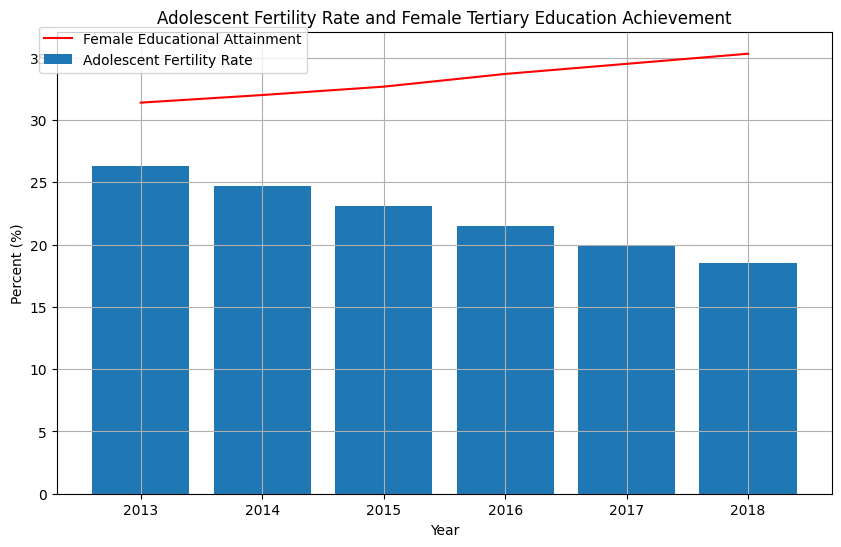 Adolescent Fertility Rate and Female Tertiary Education Achievement
Female Educational Attainment
Adolescent Fertility Rate
35
30
25
20
15
10
5
0
Percent (%)
2013 2014 2015 2016 2017 2018
Year